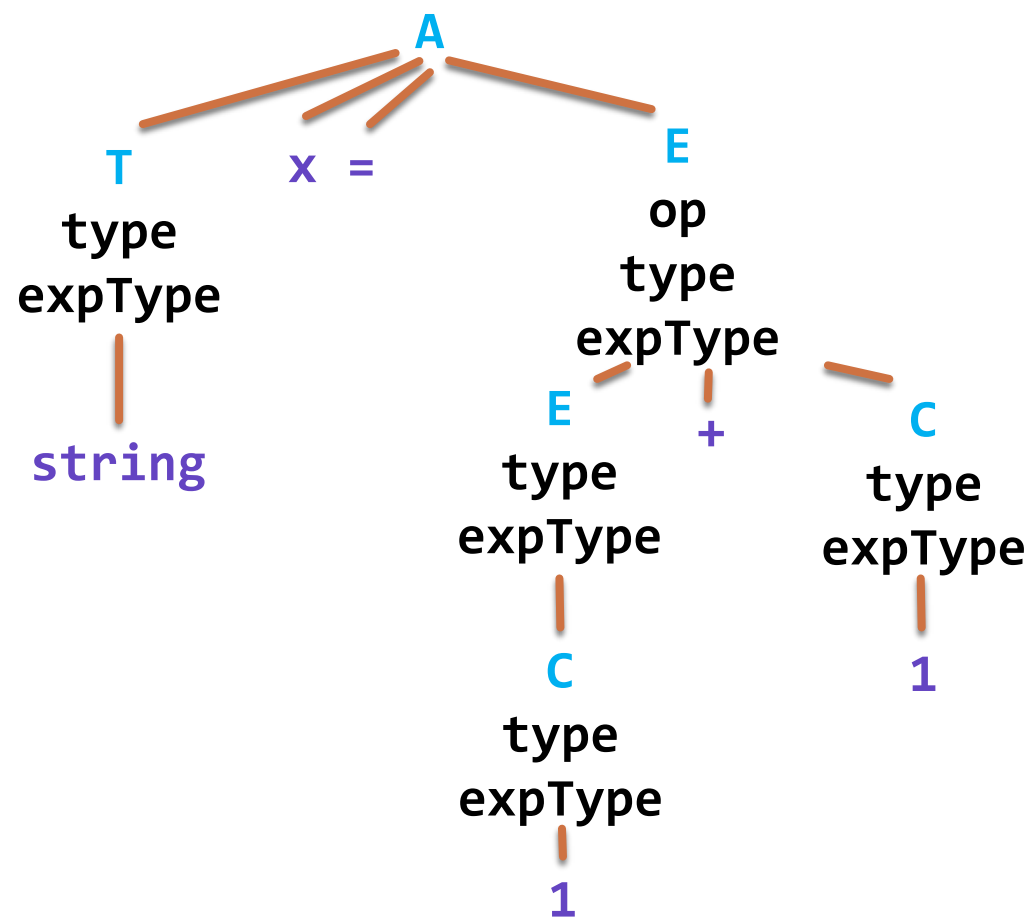 A
T
x =
E
type
expType
op
type
expType
string
E
type
expType
+
C
type
expType
C
type
expType
1
1